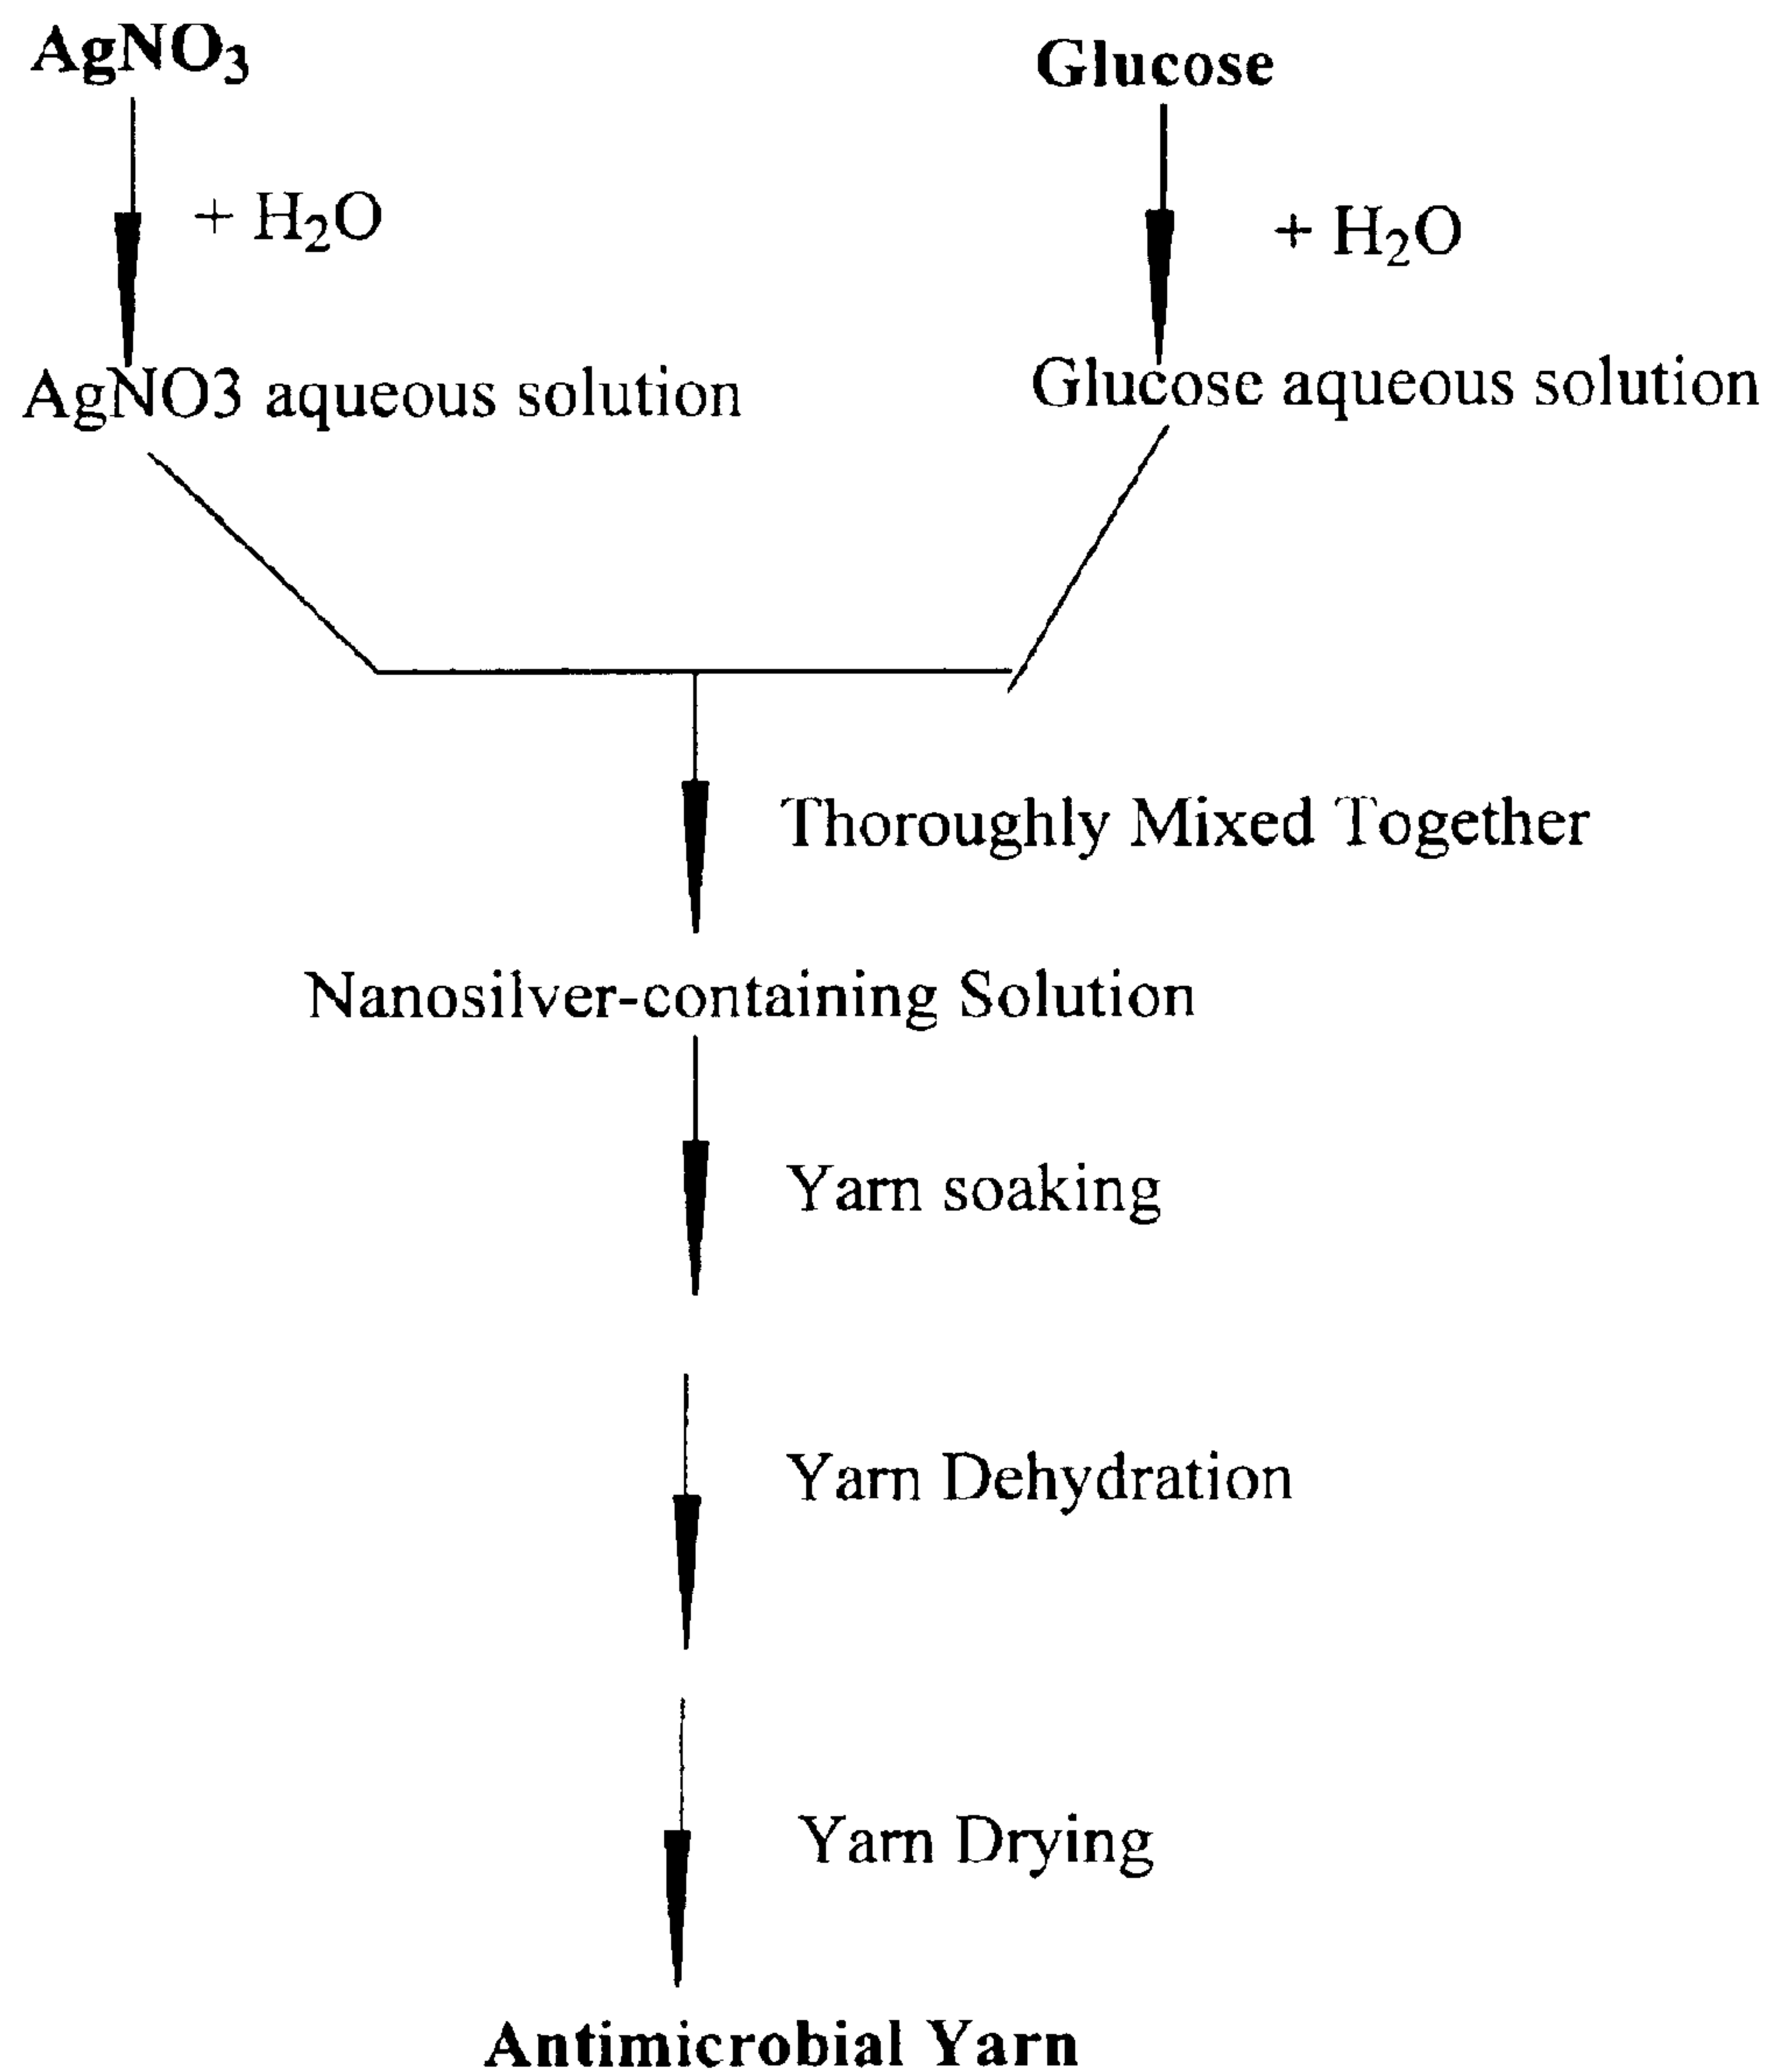 AgNO₃
Glucose
+ H₂O
+ H₂O
AgNO3 aqueous solution
Glucose aqueous solution
Thoroughly Mixed Together
Nanosilver-containing Solution
Yarn soaking
Yarn Dehydration
Yarn Drying
Antimicrobial Yarn